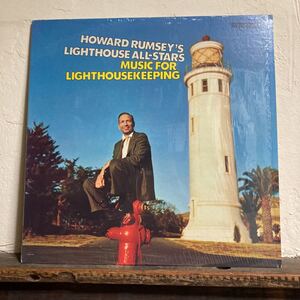 HOWARD RUMSEY'S
LIGHTHOUSE ALL-STARS
MUSIC FOR
LIGHTHOUSEKEEPING